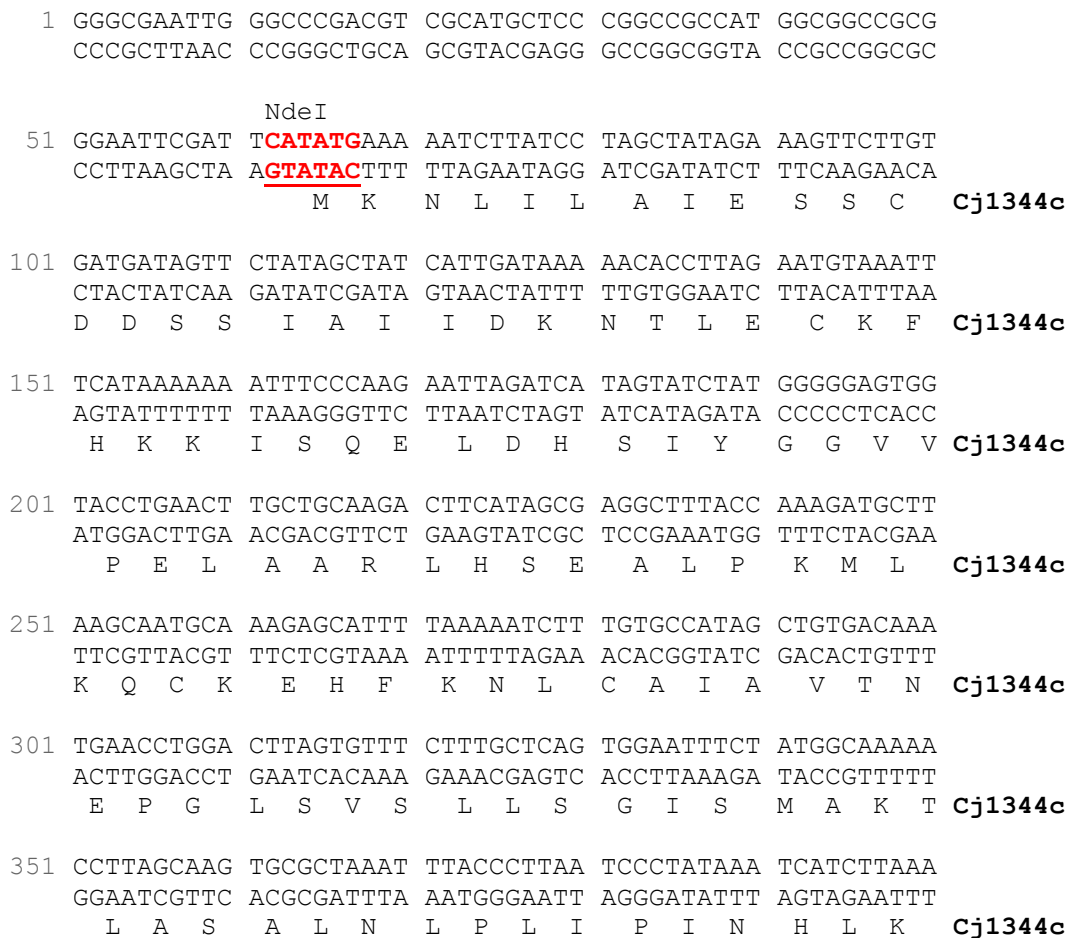 1 GGGCGAATTG GGCCCGACGT CGCATGCTCC CGGCCGCCAT GGCGGCCGCG
CCCGCTTAAC CCGGGCTGCA GCGTACGAGG GCCGGCGGTA CCGCCGGCGC
NdeI
51 GGAATTCGAT TCATATGAAA AATCTTATCC TAGCTATAGA AAGTTCTTGT
CCTTAAGCTA AGTATACTTT TTAGAATAGG ATCGATATCT TTCAAGAACA
M K N L I L A I E S S C Cj1344c
101 GATGATAGTT CTATAGCTAT CATTGATAAA AACACCTTAG AATGTAAATT
CTACTATCAA GATATCGATA GTAACTATTT TTGTGGAATC TTACATTTAA
D D S S I A I I D K N T L E C K F Cj1344c
151 TCATAAAAAA ATTTCCCAAG AATTAGATCA TAGTATCTAT GGGGGAGTGG
AGTATTTTTT TAAAGGGTTC TTAATCTAGT ATCATAGATA CCCCCTCACC
H K K I S Q E L D H S I Y G G V V Cj1344c
201 TACCTGAACT TGCTGCAAGA CTTCATAGCG AGGCTTTACC AAAGATGCTT
ATGGACTTGA ACGACGTTCT GAAGTATCGC TCCGAAATGG TTTCTACGAA
P E L A A R L H S E A L P K M L Cj1344c
251 AAGCAATGCA AAGAGCATTT TAAAAATCTT TGTGCCATAG CTGTGACAAA
TTCGTTACGT TTCTCGTAAA ATTTTTAGAA ACACGGTATC GACACTGTTT
K Q C K E H F K N L C A I A V T N Cj1344c
301 TGAACCTGGA CTTAGTGTTT CTTTGCTCAG TGGAATTTCT ATGGCAAAAA
ACTTGGACCT GAATCACAAA GAAACGAGTC ACCTTAAAGA TACCGTTTTT
E P G L S V S L L S G I S M A K T Cj1344c
351 CCTTAGCAAG TGCGCTAAAT TTACCCTTAA TCCCTATAAA TCATCTTAAA
GGAATCGTTC ACGCGATTTA AATGGGAATT AGGGATATTT AGTAGAATTT
L A S A L N L P L I P I N H L K Cj1344c